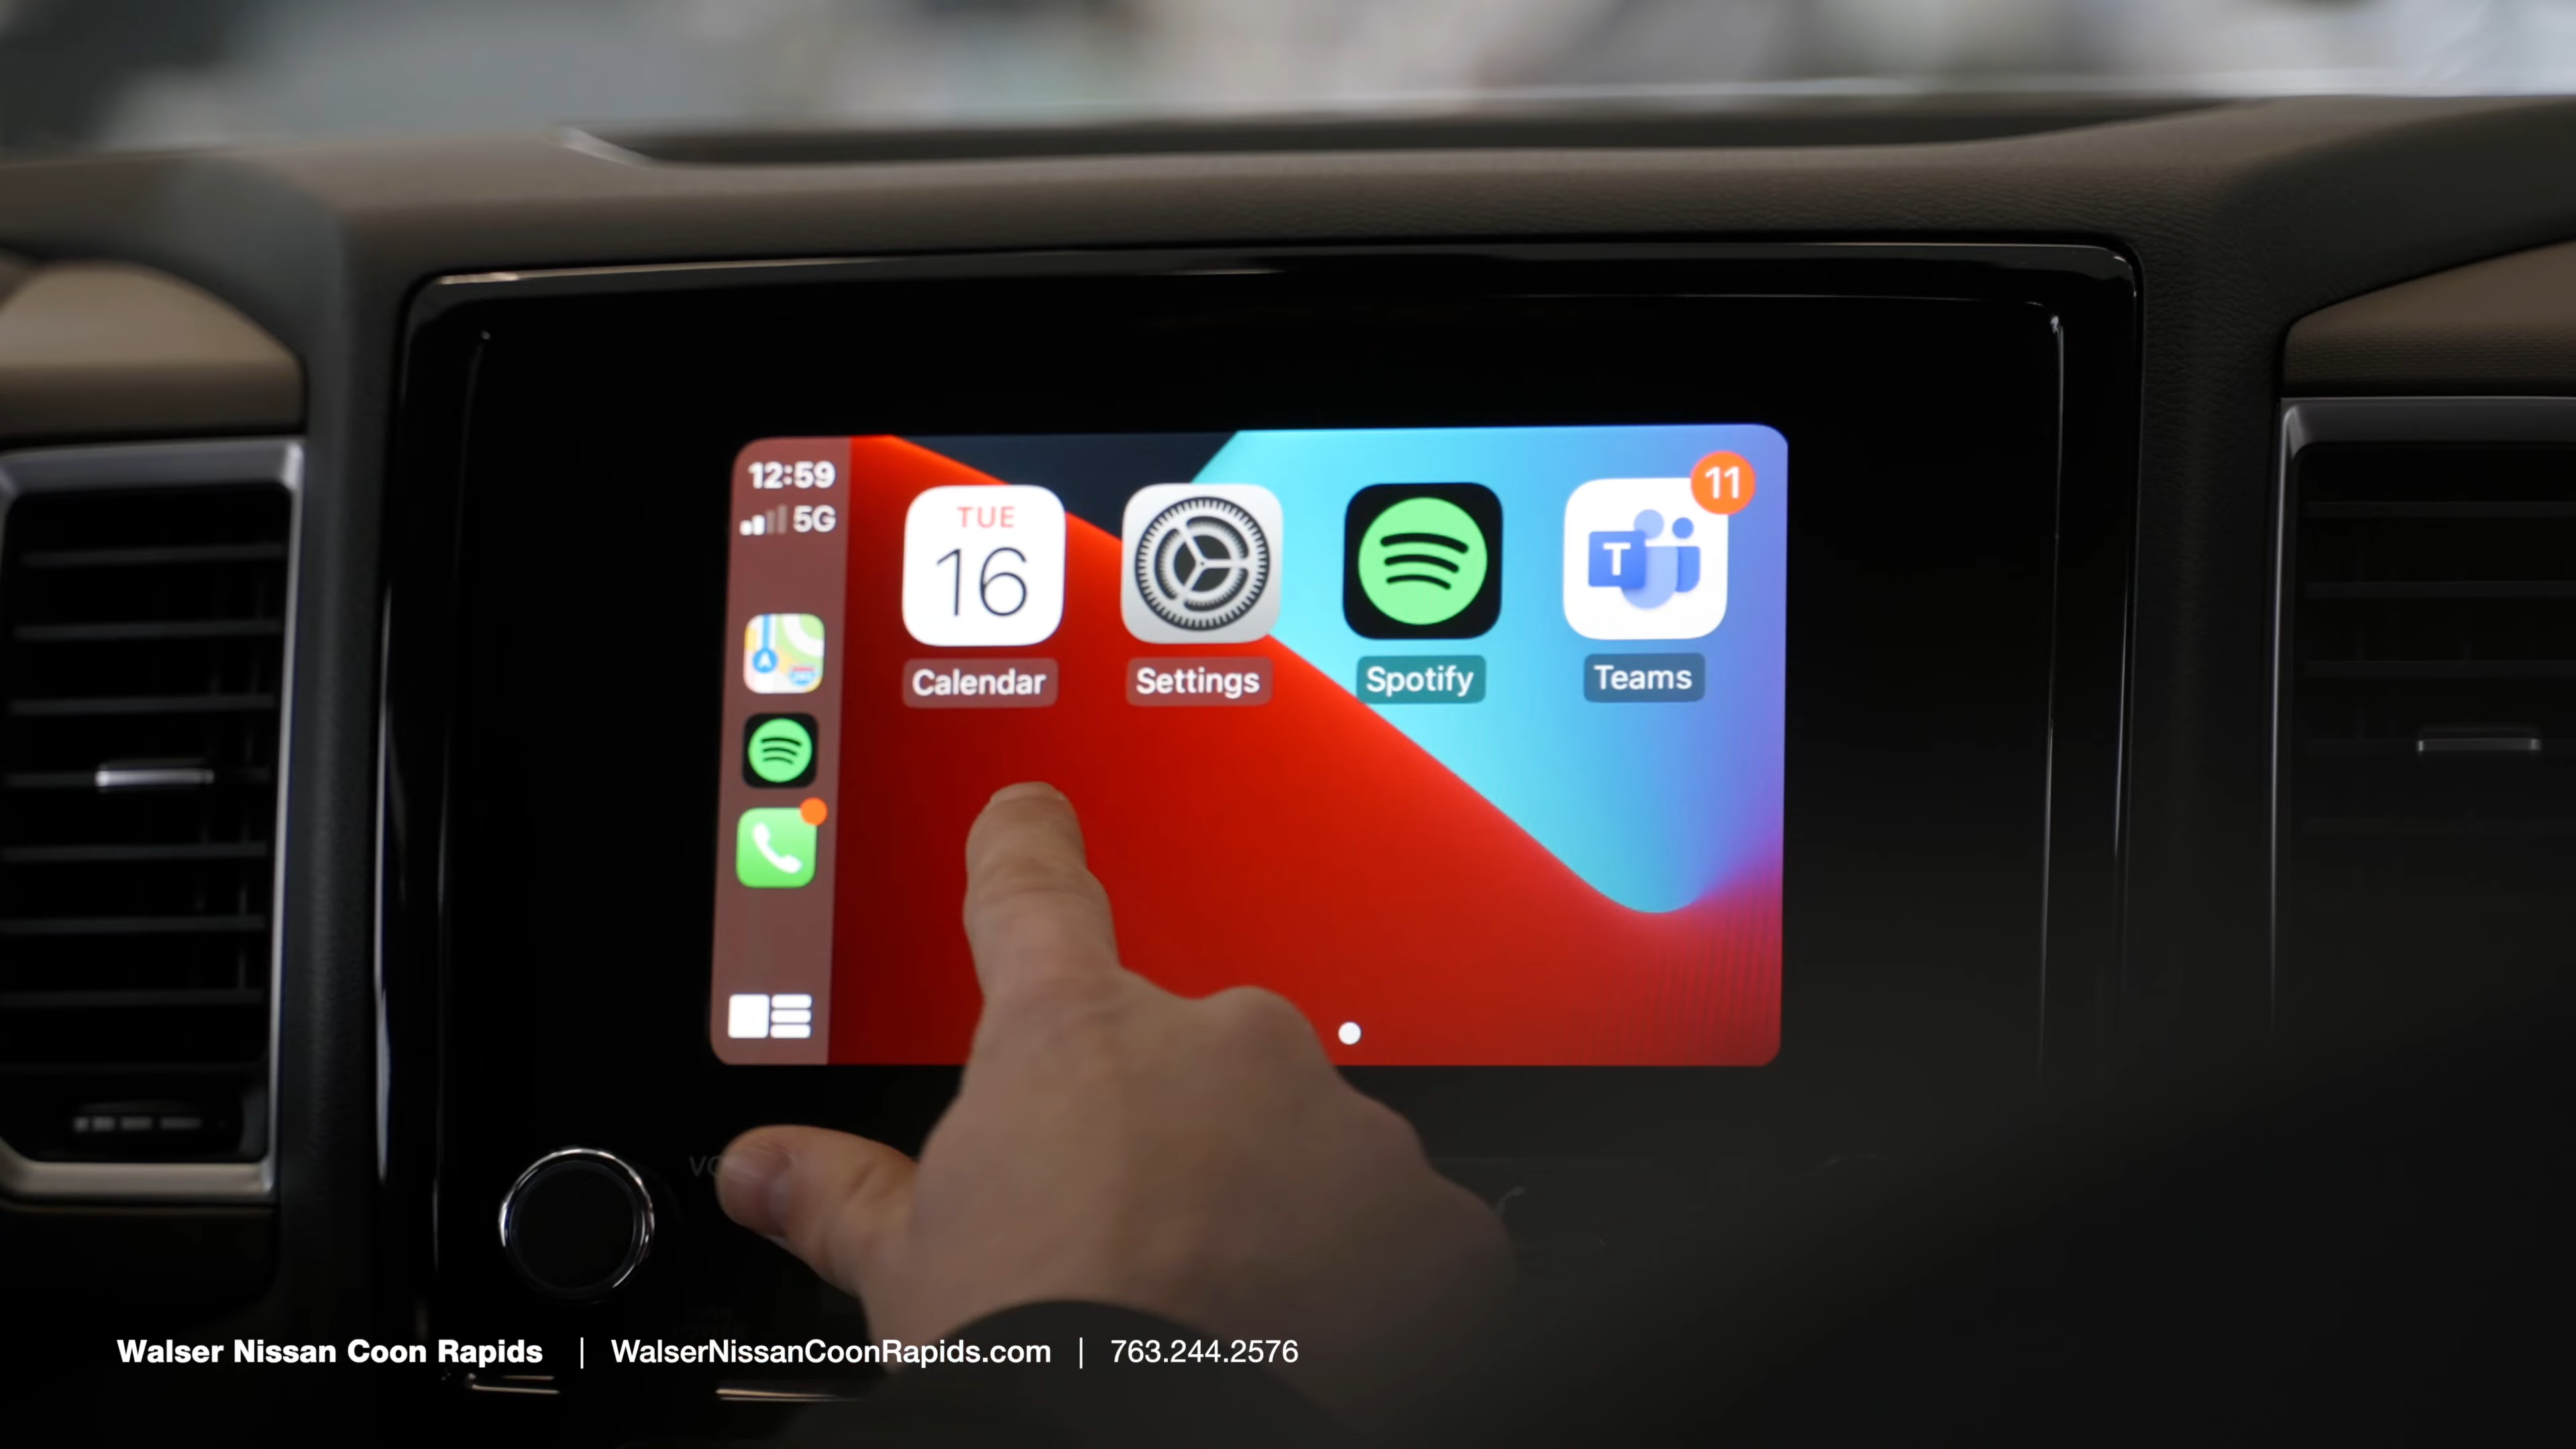 12:59
5G
TUE
16
11
T
Calendar
Settings
Spotify
Teams
Walser Nissan Coon Rapids | WalserNissanCoonRapids.com | 763.244.2576